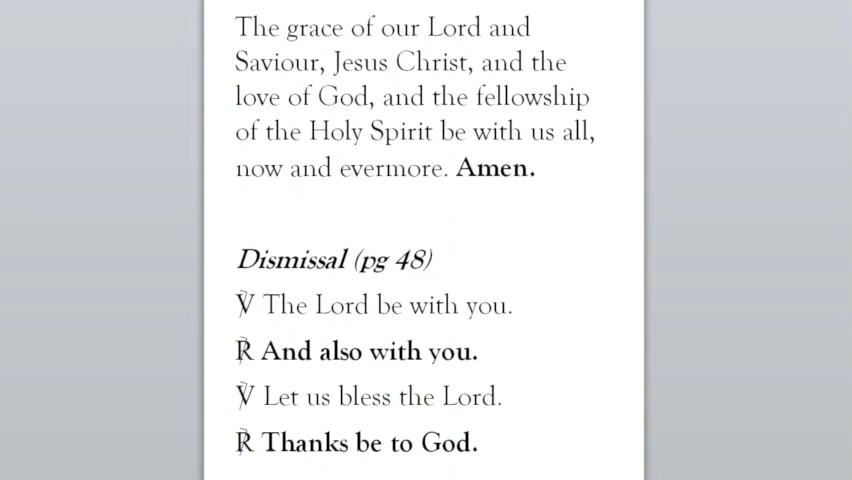 The grace of our Lord and
Saviour, Jesus Christ, and the
love of God, and the fellowship
of the Holy Spirit be with us all,
now and evermore. Amen.
Dismissal (pg 48)
℣ The Lord be with you.
℟ And also with you.
℣ Let us bless the Lord.
℟ Thanks be to God.